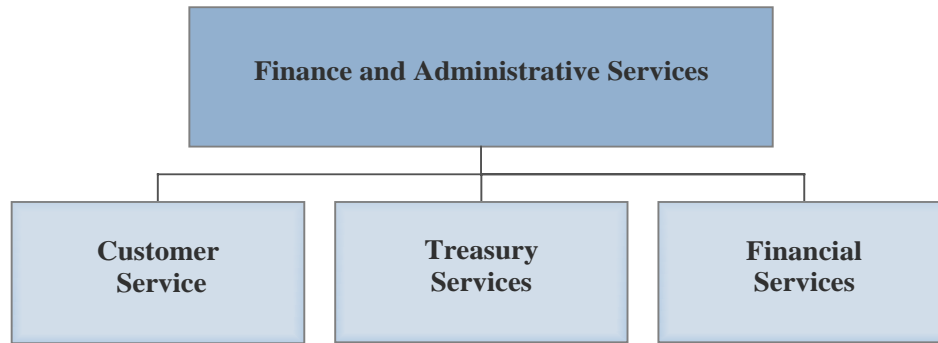 Finance and Administrative Services
Customer
Service
Treasury
Services
Financial
Services